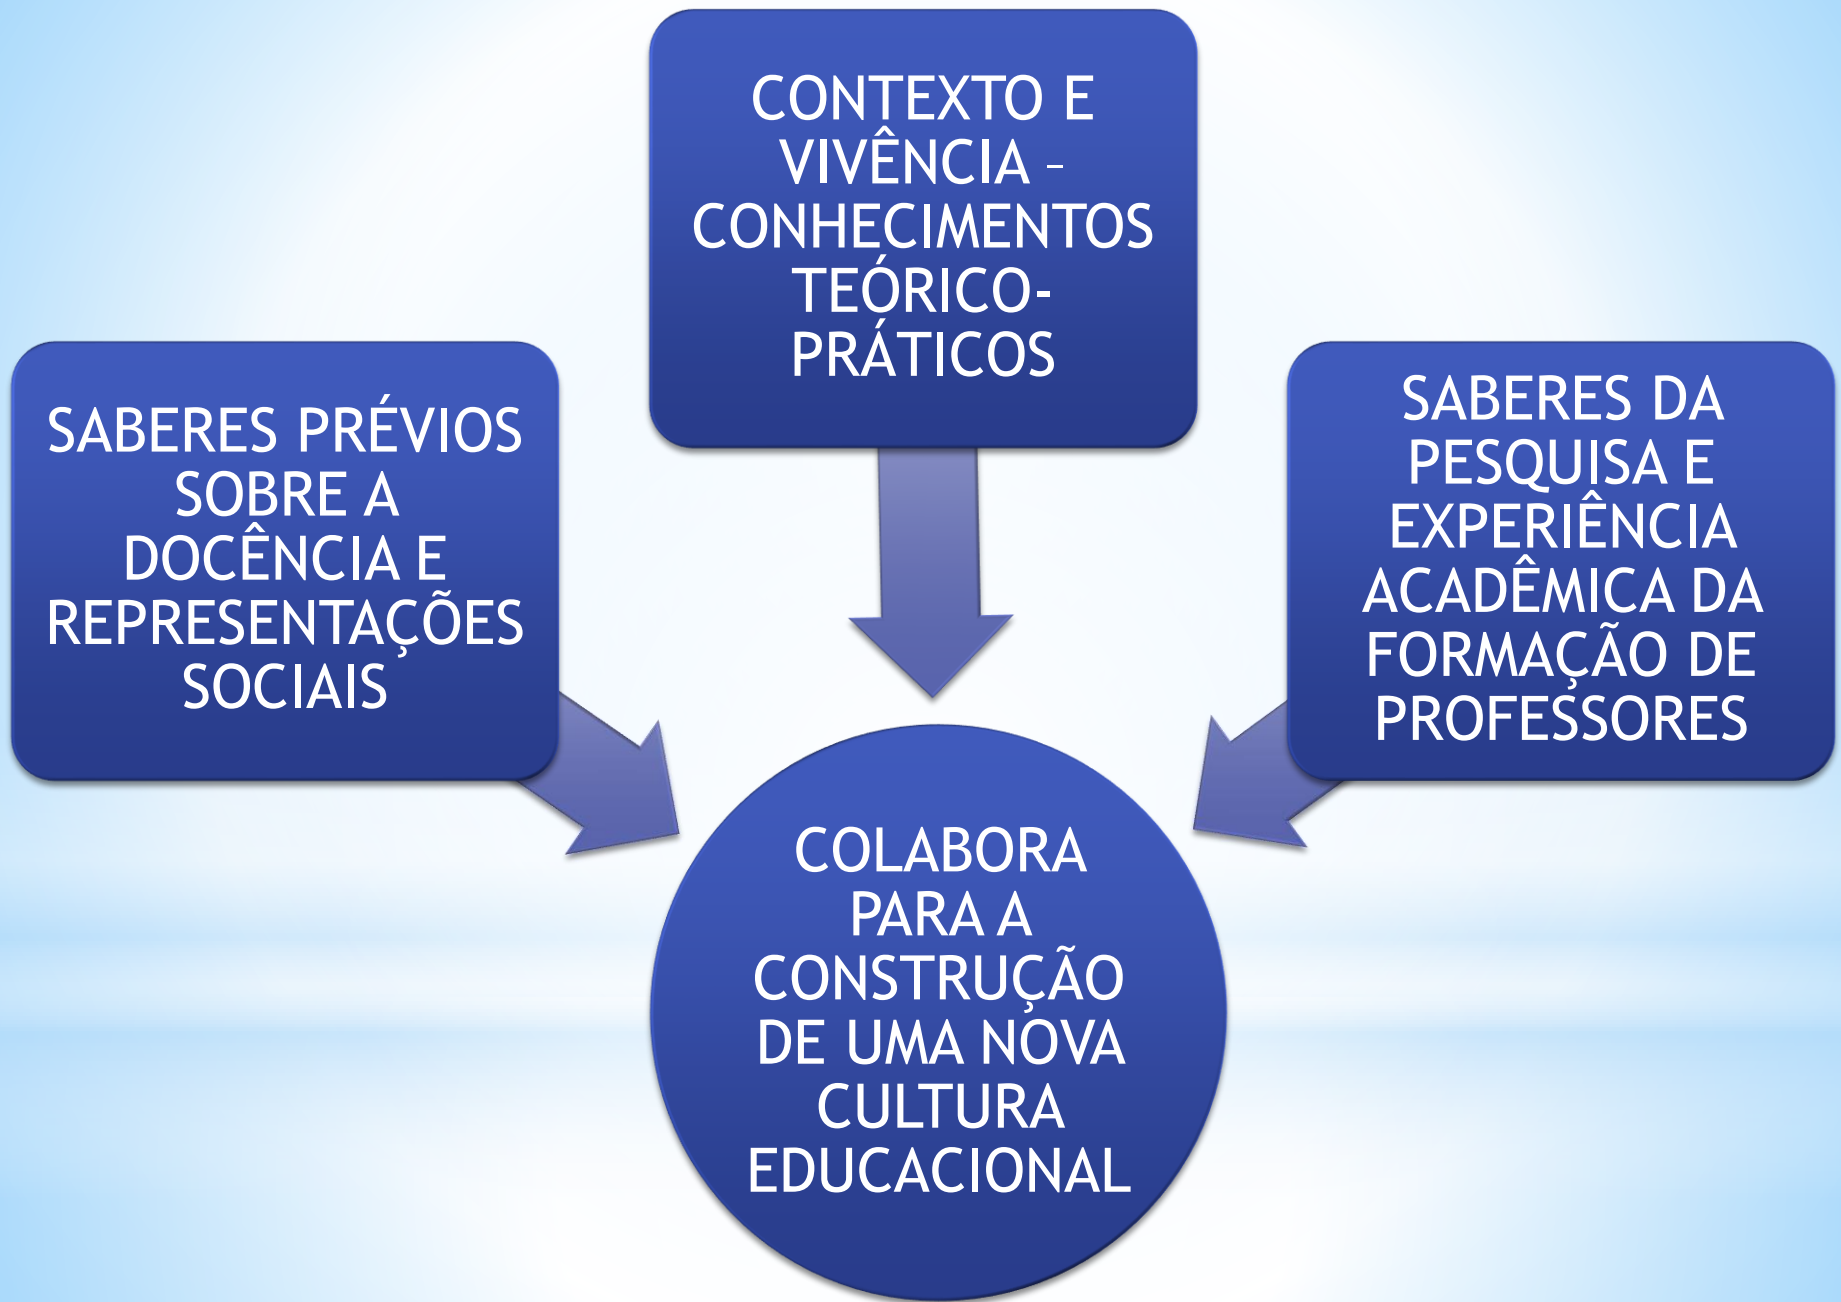 CONTEXTO E
VIVÊNCIA –
CONHECIMENTOS
TEÓRICO-
PRÁTICOS
SABERES PRÉVIOS
SOBRE A
DOCÊNCIA E
REPRESENTAÇÕES
SOCIAIS
SABERES DA
PESQUISA E
EXPERIÊNCIA
ACADÊMICA DA
FORMAÇÃO DE
PROFESSORES
COLABORA
PARA A
CONSTRUÇÃO
DE UMA NOVA
CULTURA
EDUCACIONAL